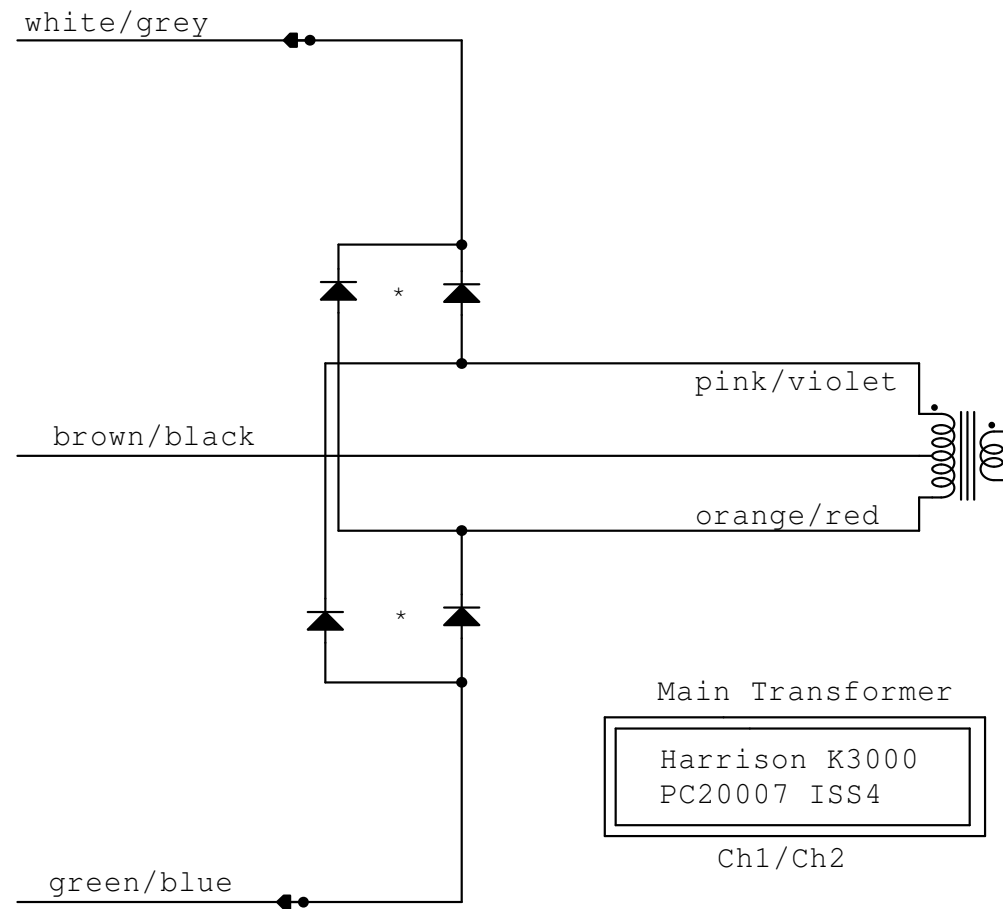 white/grey
*
pink/violet
brown/black
orange/red
*
Main Transformer
Harrison K3000
PC20007 ISS4
Ch1/Ch2
green/blue